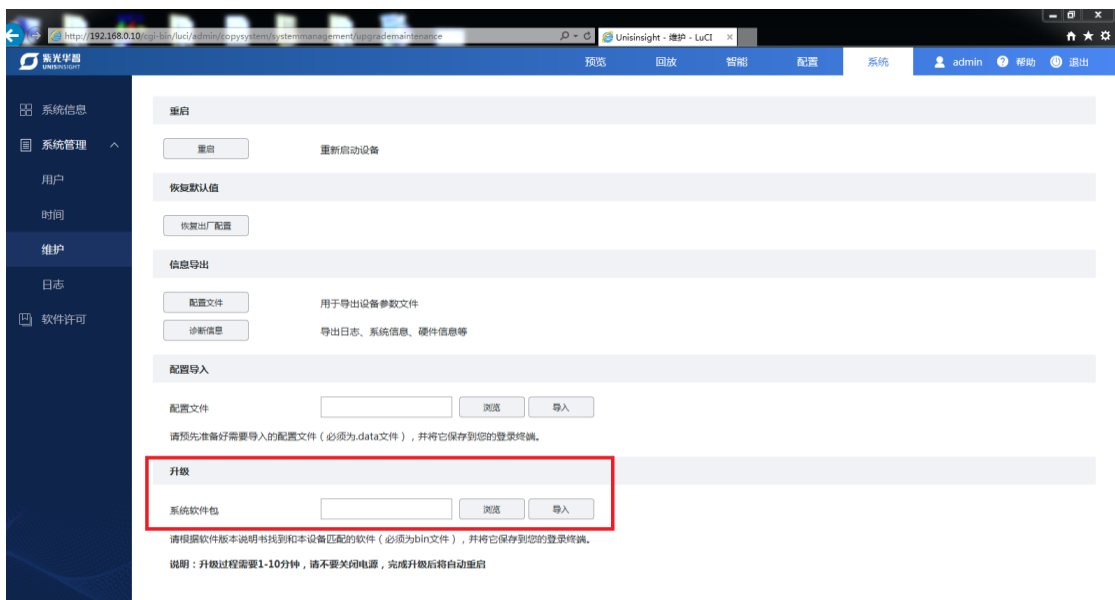 http://192.168.0.10/cgi-bin/luci/admin/copysystem/systemmanagement/upgrademaintenance
Unisinsight - 维护 - LuCI
紫光华智
UNISINSIGHT
预览 回放 智能 配置 系统 admin 帮助 退出
系统信息
系统管理
用户
时间
维护
日志
软件许可
重启
重启 重新启动设备
恢复默认值
恢复出厂配置
信息导出
配置文件 用于导出设备参数文件
诊断信息 导出日志、系统信息、硬件信息等
配置导入
配置文件 浏览 导入
请预先准备好需要导入的配置文件（必须为.data文件），并将它保存到您的登录终端。
升级
系统软件包 浏览 导入
请根据软件版本说明书找到和本设备匹配的软件（必须为bin文件），并将它保存到您的登录终端。
说明：升级过程需要1-10分钟，请不要关闭电源，完成升级后将自动重启